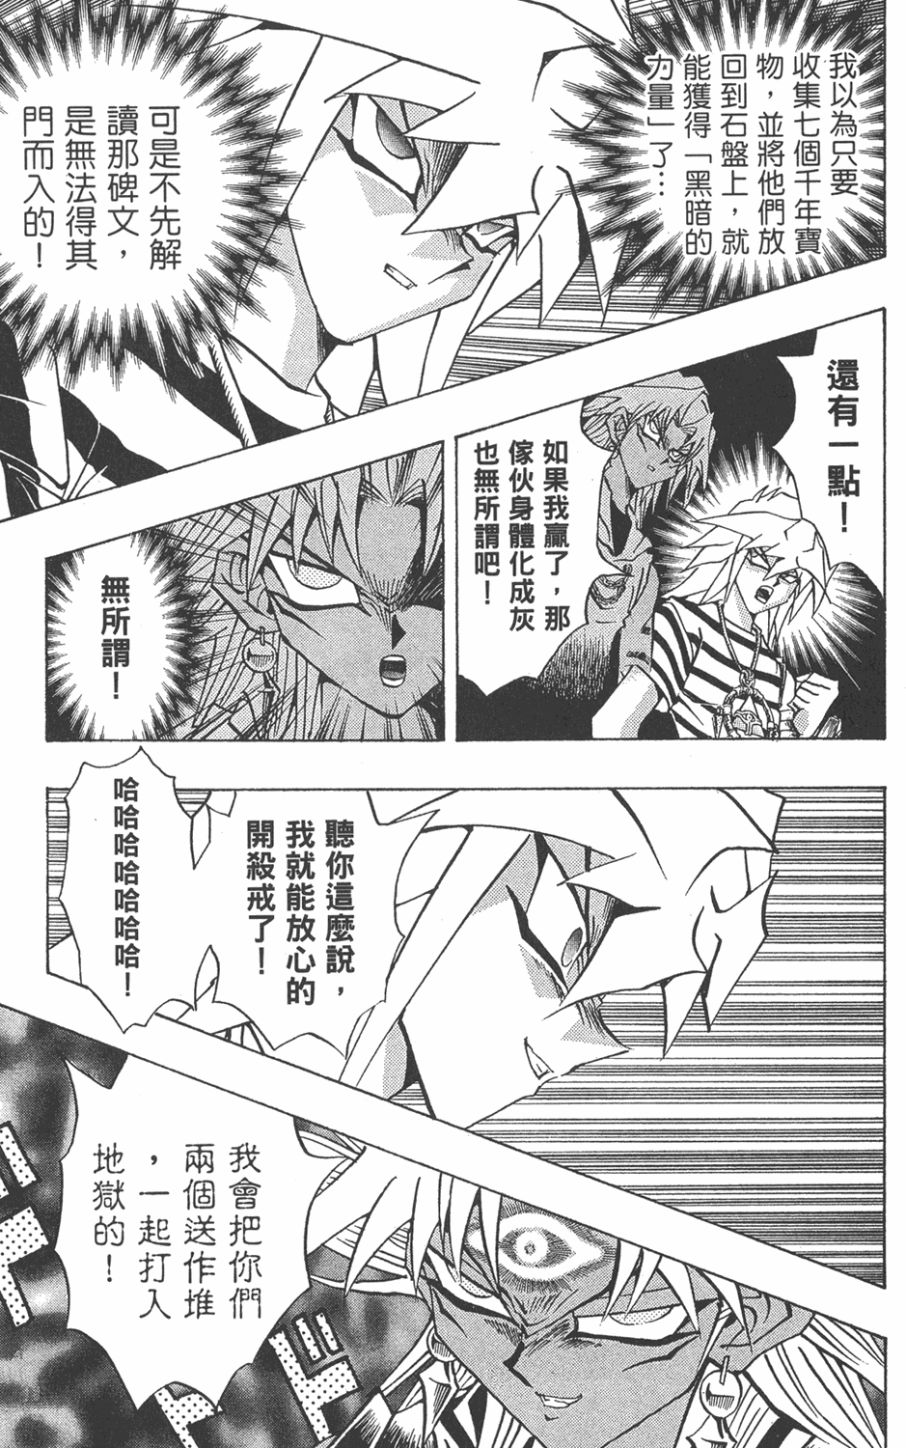 我以為只要
收集七個千年寶
物，並將他們放
回到石盤上，就
能獲得「黑暗的
力量」了…
可是不先解
讀那碑文，
是無法得其
門而入的！
還有一點！
如果我贏了，那
傢伙身體化成灰
也無所謂吧！
無所謂！
聽你這麼說，
我就能放心的
開殺戒了！
哈哈哈哈哈哈哈！
我會把你們
兩個送作堆
，一起打入
地獄的！
ドドド